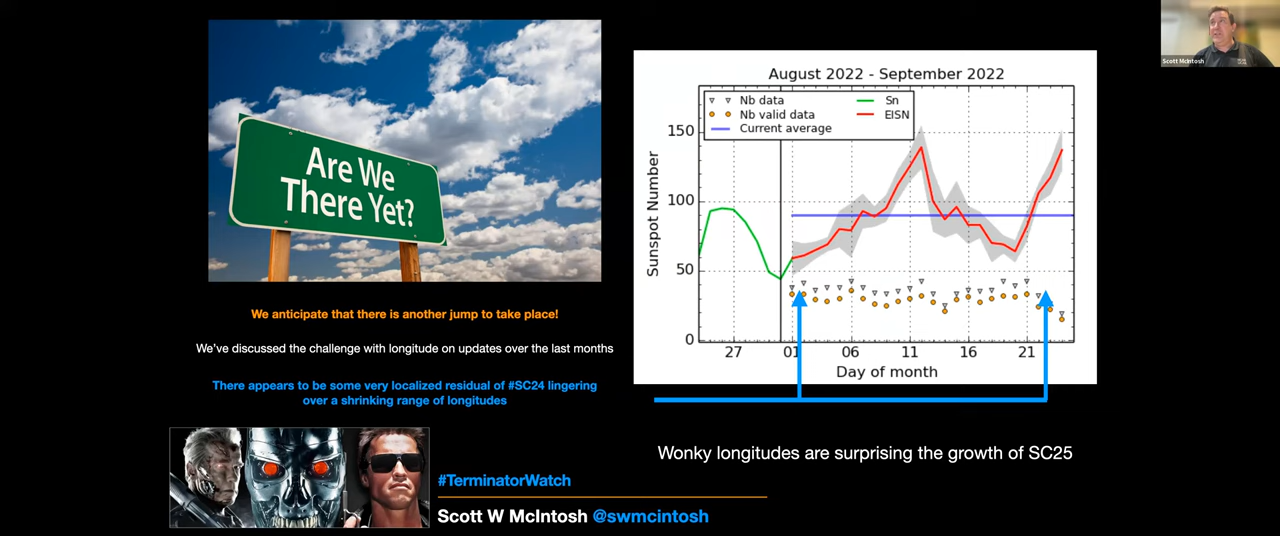 Are We
There Yet?
We anticipate that there is another jump to take place!
We've discussed the challenge with longitude on updates over the last months
There appears to be some very localized residual of #SC24 lingering
over a shrinking range of longitudes
#TerminatorWatch
Scott W McIntosh @swmcintosh
August 2022 - September 2022
Nb data
Nb valid data
Current average
Sn
EISN
Sunspot Number
150
100
50
0
27
01
06
11
16
21
Day of month
Wonky longitudes are surprising the growth of SC25
Scott McIntosh